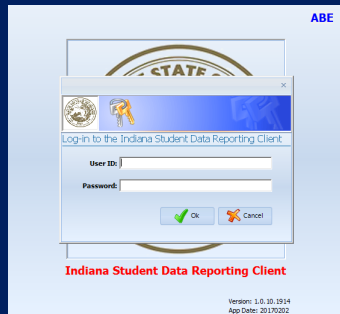 ABE
STATE
Log-in to the Indiana Student Data Reporting Client
User ID:
Password:
Ok
Cancel
Indiana Student Data Reporting Client
Version: 1.0.10.1914
App Date: 20170202